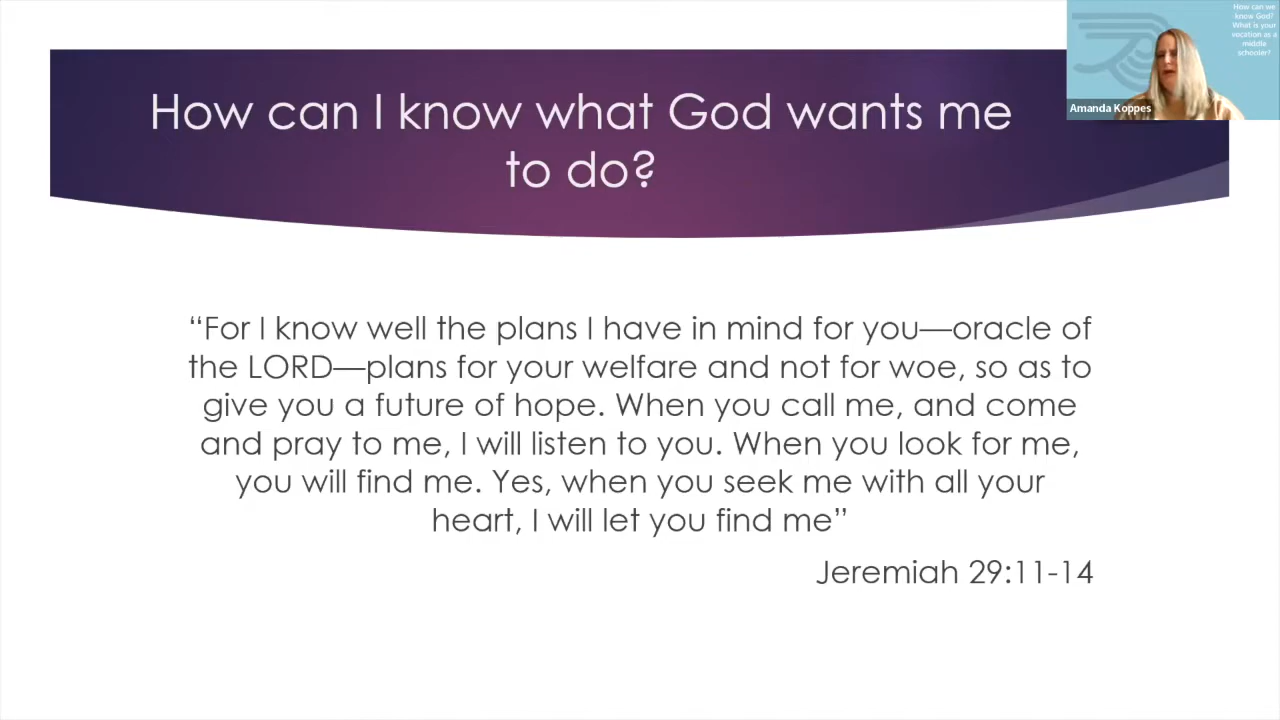 How can I know what God wants me
to do?
“For I know well the plans I have in mind for you—oracle of
the LORD—plans for your welfare and not for woe, so as to
give you a future of hope. When you call me, and come
and pray to me, I will listen to you. When you look for me,
you will find me. Yes, when you seek me with all your
heart, I will let you find me”
Jeremiah 29:11-14
How can we
know God?
What is your
vocation as a
middle
schooler?
Amanda Koppes